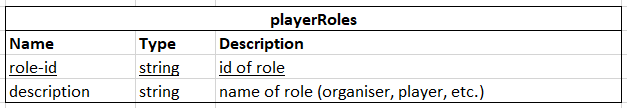 playerRoles
Name Type Description
role-id string id of role
description string name of role (organiser, player, etc.)